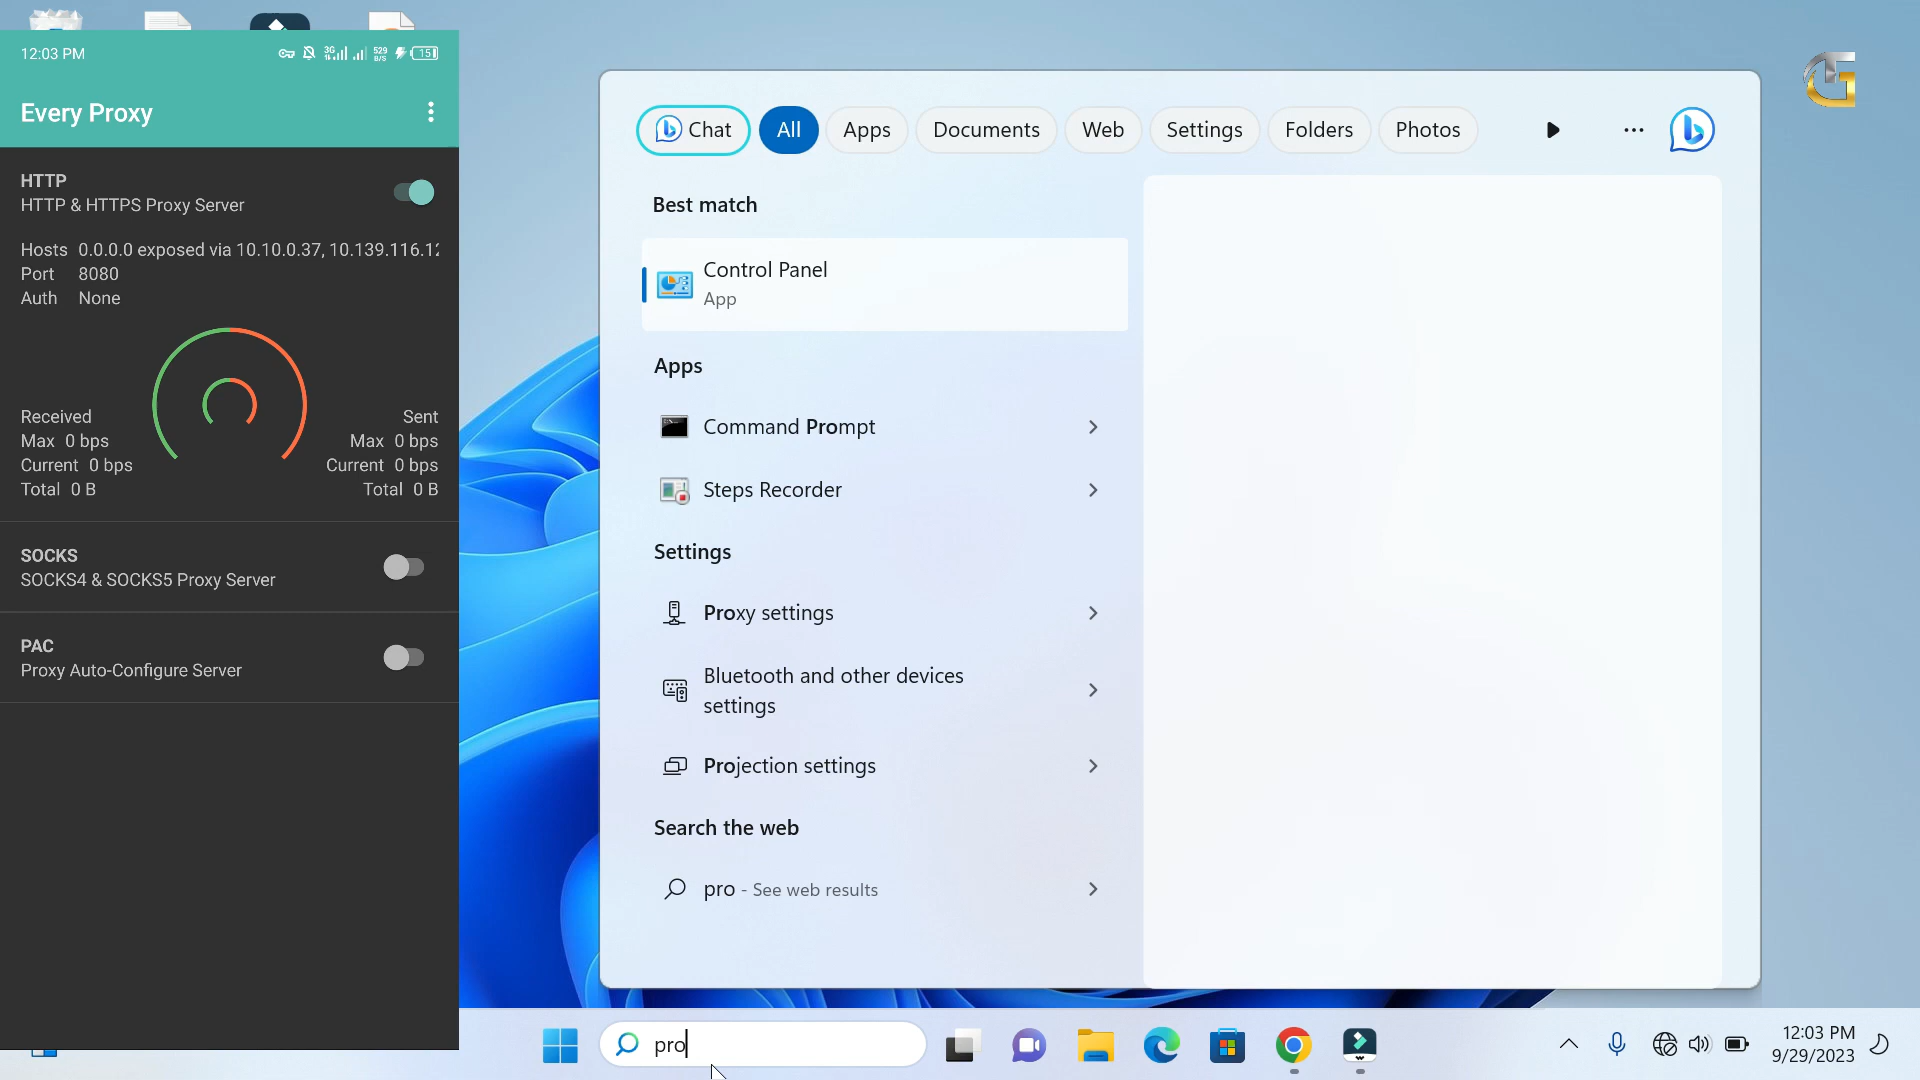 12:03 PM
3G
529
B/S
15
Every Proxy
HTTP
HTTP & HTTPS Proxy Server
Hosts 0.0.0.0 exposed via 10.10.0.37, 10.139.116.12
Port 8080
Auth None
Received
Max 0 bps
Current 0 bps
Total 0 B
Sent
Max 0 bps
Current 0 bps
Total 0 B
SOCKS
SOCKS4 & SOCKS5 Proxy Server
PAC
Proxy Auto-Configure Server
Chat
All
Apps
Documents
Web
Settings
Folders
Photos
Best match
Control Panel
App
Apps
Command Prompt
Steps Recorder
Settings
Proxy settings
Bluetooth and other devices
settings
Projection settings
Search the web
pro - See web results
pro
12:03 PM
9/29/2023